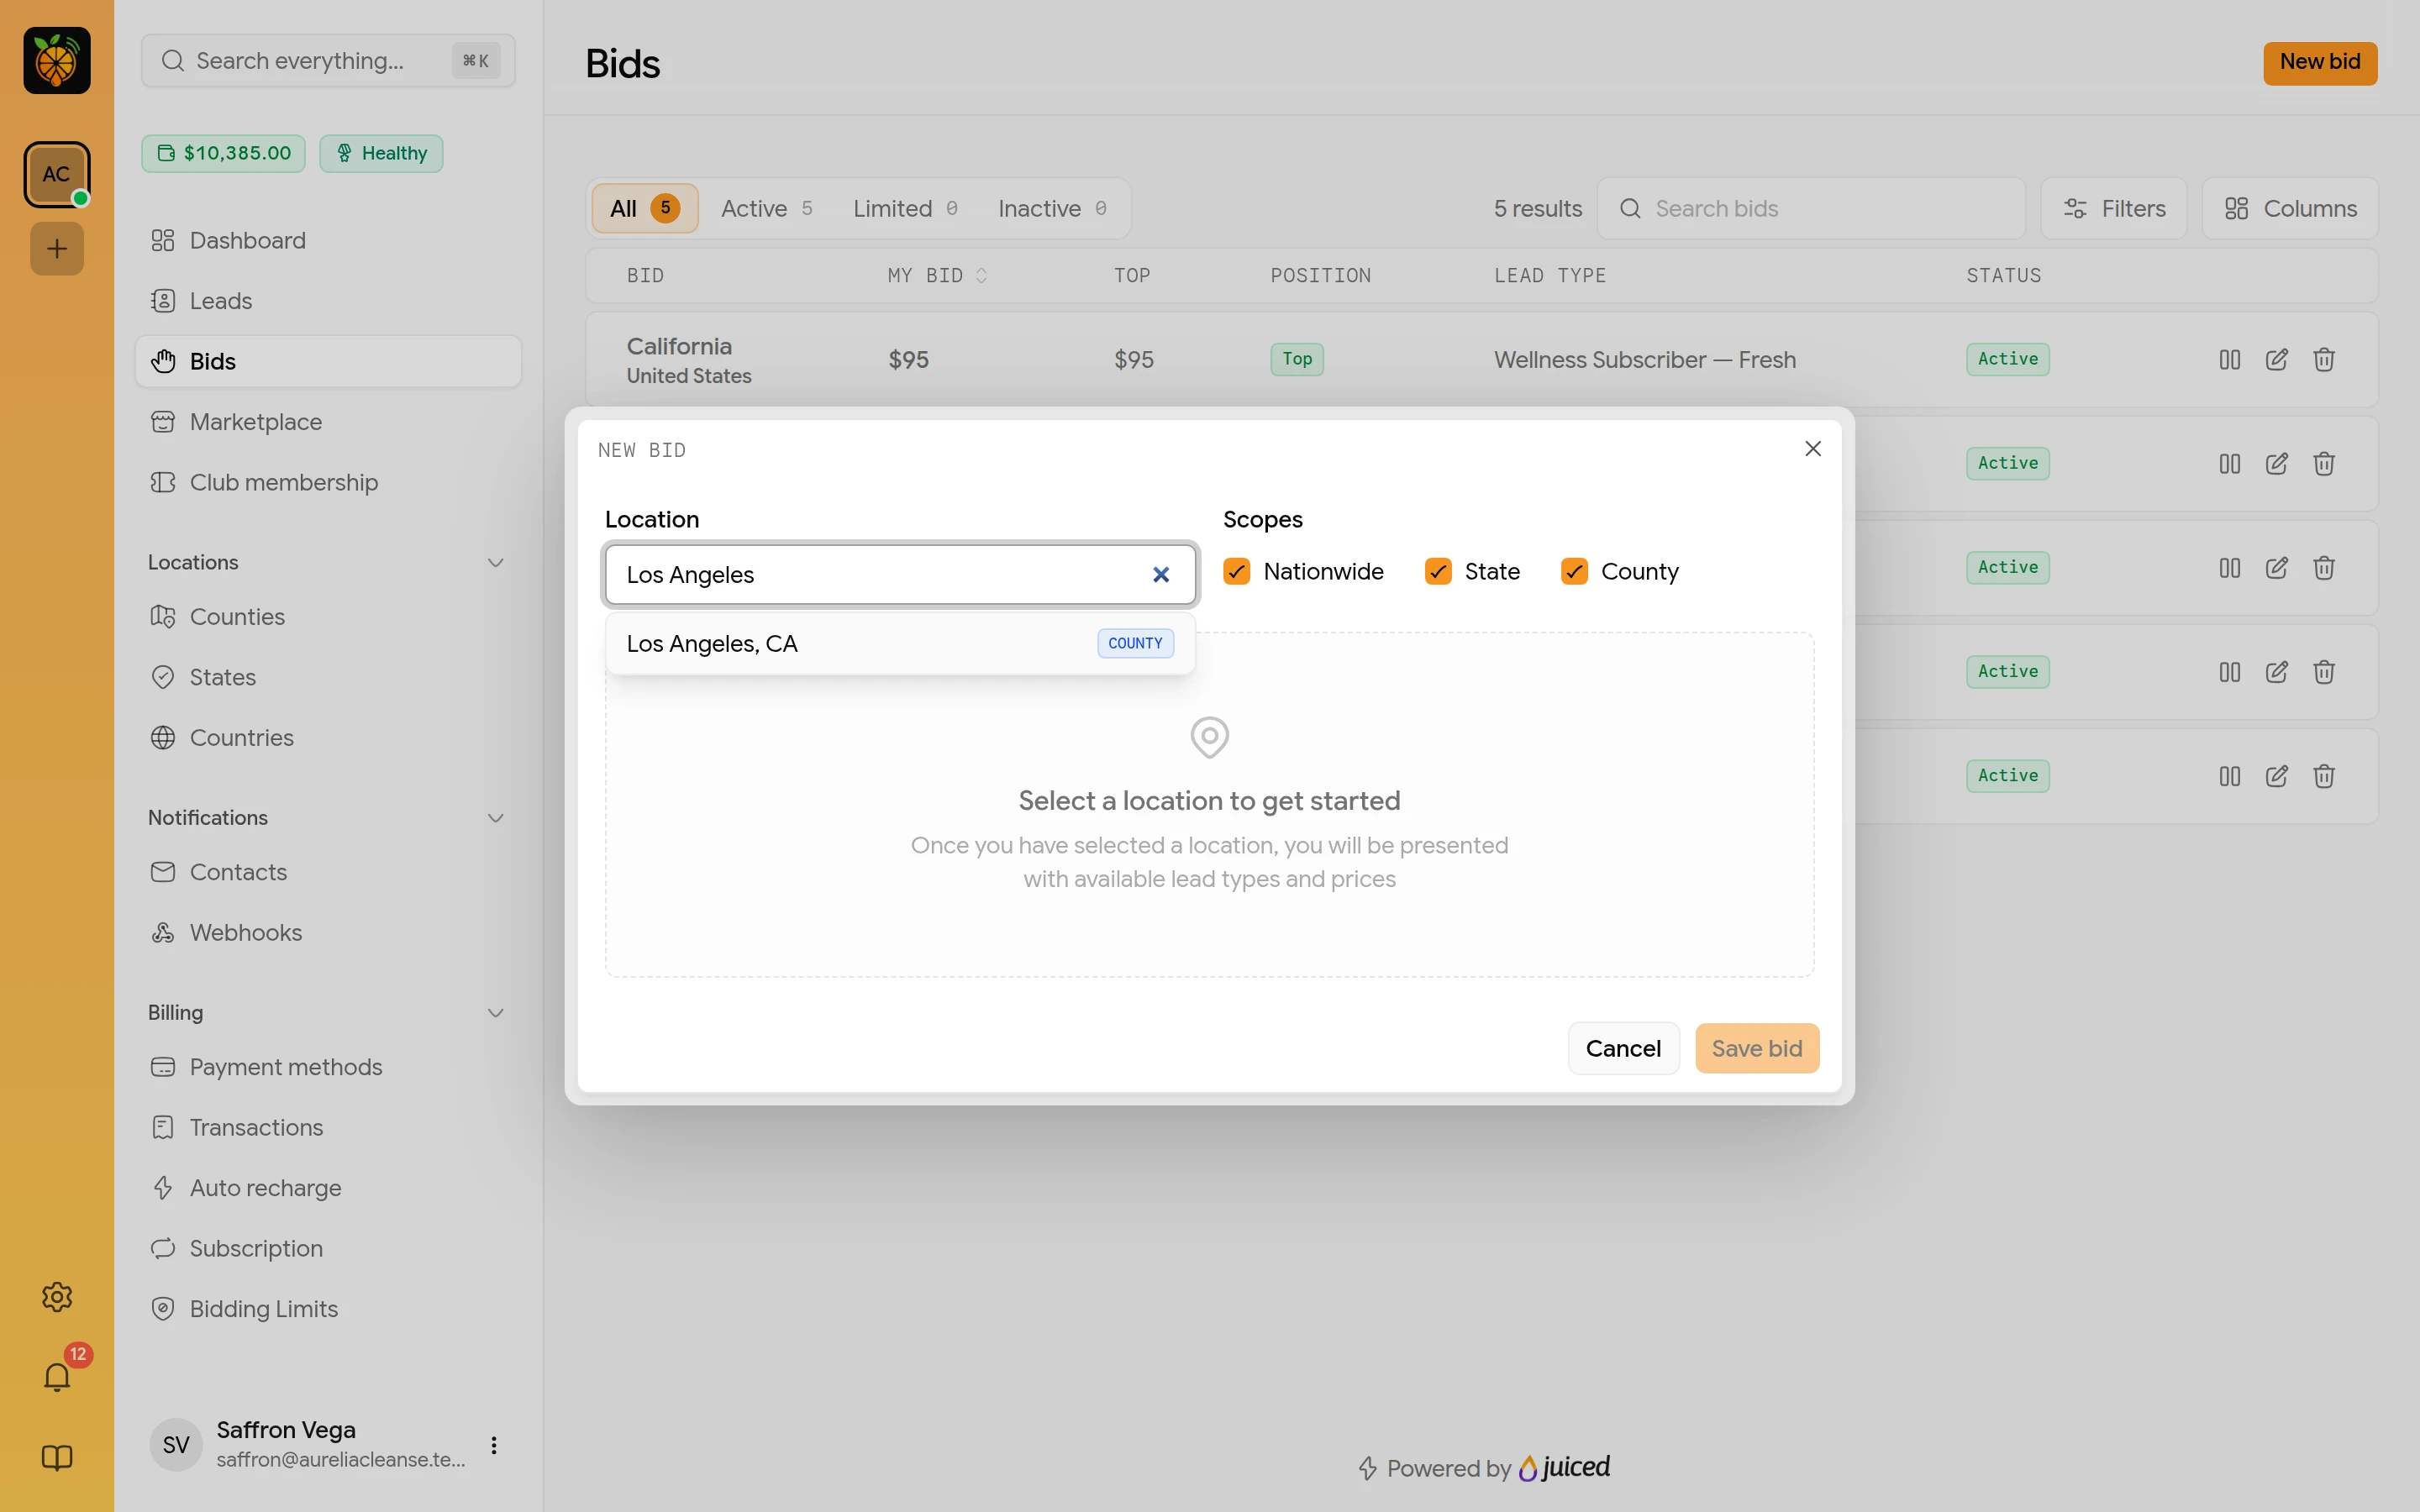 Search everything...
⌘K
$10,385.00
Healthy
AC
Dashboard
Leads
Bids
Marketplace
Club membership
Locations
Counties
States
Countries
Notifications
Contacts
Webhooks
Billing
Payment methods
Transactions
Auto recharge
Subscription
Bidding Limits
12
SV
Saffron Vega
saffron@aureliacleanse.te...
Bids
New bid
All 5
Active 5
Limited 0
Inactive 0
5 results
Search bids
Filters
Columns
BID MY BID TOP POSITION LEAD TYPE STATUS
California
United States
$95 $95 Top Wellness Subscriber — Fresh Active
Active
Active
Active
Active
NEW BID
Location
Los Angeles
Los Angeles, CA COUNTY
Scopes
Nationwide State County
Select a location to get started
Once you have selected a location, you will be presented
with available lead types and prices
Cancel
Save bid
Powered by juiced